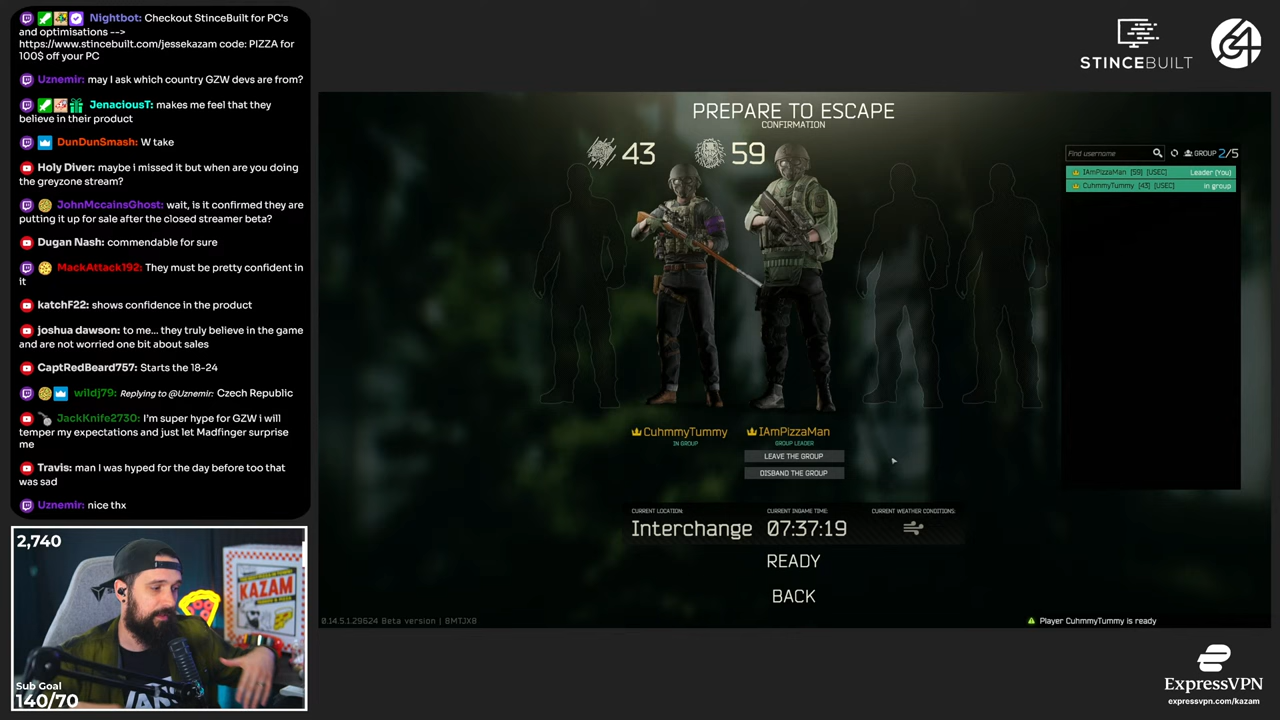 Nightbot: Checkout StinceBuilt for PC's
and optimisations -->
https://www.stincebuilt.com/jessekazam code: PIZZA for
100$ off your PC
Uznemir: may I ask which country GZW devs are from?
JenaciousT: makes me feel that they
believe in their product
DunDunSmash: W take
Holy Diver: maybe i missed it but when are you doing
the greyzone stream?
JohnMccainsGhost: wait, is it confirmed they are
putting it up for sale after the closed streamer beta?
Dugan Nash: commendable for sure
MackAttack192: They must be pretty confident in
it
katchF22: shows confidence in the product
joshua dawson: to me... they truly believe in the game
and are not worried one bit about sales
CaptRedBeard757: Starts the 18-24
wildj79: Replying to @Uznemir: Czech Republic
JackKnife2730: I'm super hype for GZW i will
temper my expectations and just let Madfinger surprise
me
Travis: man I was hyped for the day before too that
was sad
Uznemir: nice thx
2,740
KAZAM
Sub Goal
140/70
STINCEBUILT
G4
PREPARE TO ESCAPE
CONFIRMATION
43
59
Find username
GROUP 2/5
IAmPizzaMan [59] [USEC] Leader (You)
CuhmmyTummy [43] [USEC] In group
CuhmmyTummy
IN GROUP
IAmPizzaMan
GROUP LEADER
LEAVE THE GROUP
DISBAND THE GROUP
CURRENT LOCATION:
Interchange
CURRENT INGAME TIME:
07:37:19
CURRENT WEATHER CONDITIONS:
READY
BACK
0.14.5.1.29624 Beta version | BMTJX8
Player CuhmmyTummy is ready
ExpressVPN
expressvpn.com/kazam